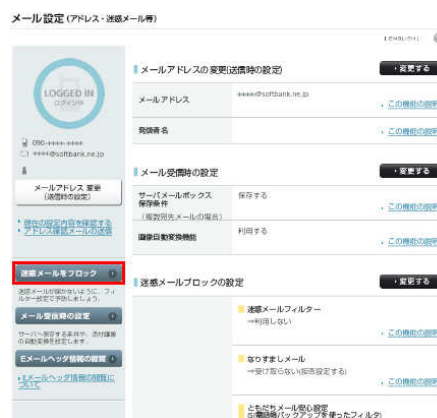 メール設定(アドレス・迷惑メール等)
[ENGLISH]
LOGGED IN
ログイン中
090-****-****
****@softbank.ne.jp
メールアドレス 変更
(送信時の設定)
現在の設定内容を確認する
アドレス確認メールの送信
迷惑メールをブロック
迷惑メールが届かないように、フィ
ルター設定で予防しましょう。
メール受信時の設定
サーバへ保存する条件や、添付画像
の自動変換を設定します。
Eメールヘッダ情報の閲覧
Eメールヘッダ情報の閲覧に
ついて
メールアドレスの変更(送信時の設定)
変更する
メールアドレス
****@softbank.ne.jp
この機能の説明
発信者名
この機能の説明
メール受信時の設定
変更する
サーバメールボックス
保存条件
(複数宛先メールの場合)
保存する
この機能の説明
画像自動変換機能
利用する
この機能の説明
迷惑メールブロックの設定
変更する
迷惑メールフィルター
⇒利用しない
この機能の説明
なりすましメール
⇒受け取らない(拒否設定する)
この機能の説明
ともだちメール安心設定
(S!電話帳バックアップを使ったフィルタ)